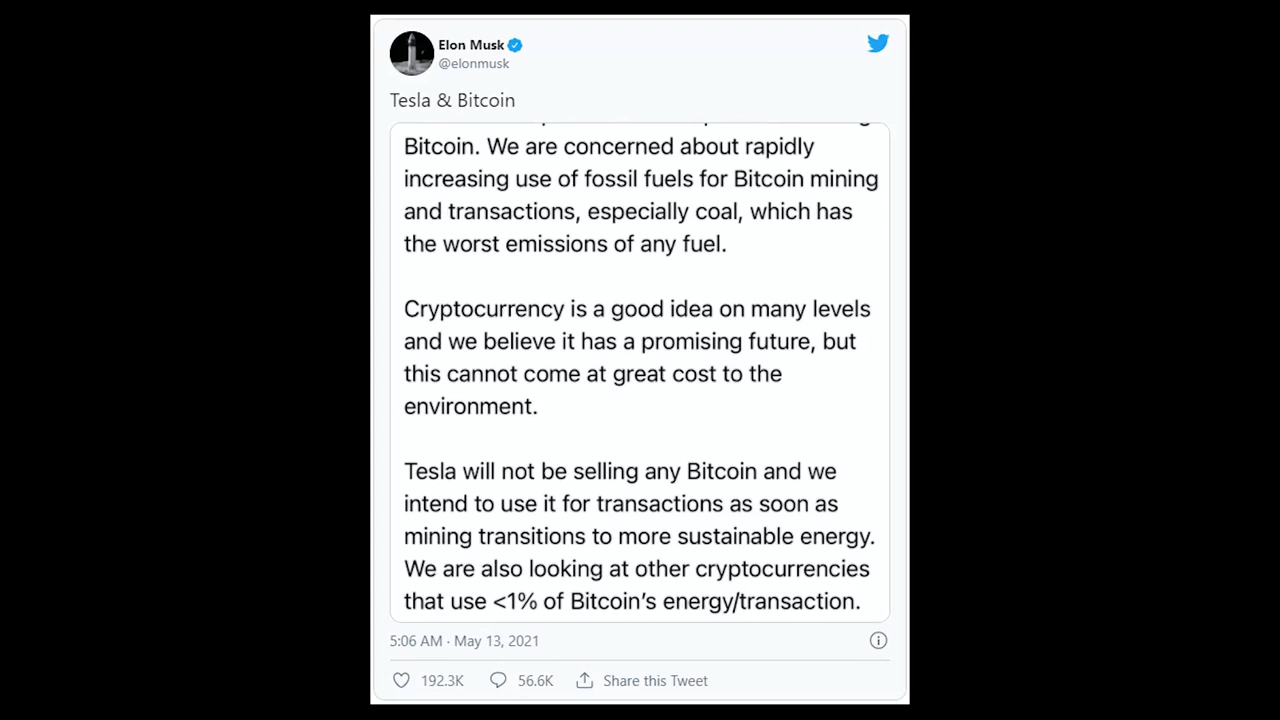 Elon Musk
@elonmusk
Tesla & Bitcoin
Bitcoin. We are concerned about rapidly
increasing use of fossil fuels for Bitcoin mining
and transactions, especially coal, which has
the worst emissions of any fuel.
Cryptocurrency is a good idea on many levels
and we believe it has a promising future, but
this cannot come at great cost to the
environment.
Tesla will not be selling any Bitcoin and we
intend to use it for transactions as soon as
mining transitions to more sustainable energy.
We are also looking at other cryptocurrencies
that use <1% of Bitcoin’s energy/transaction.
5:06 AM · May 13, 2021
192.3K 56.6K Share this Tweet